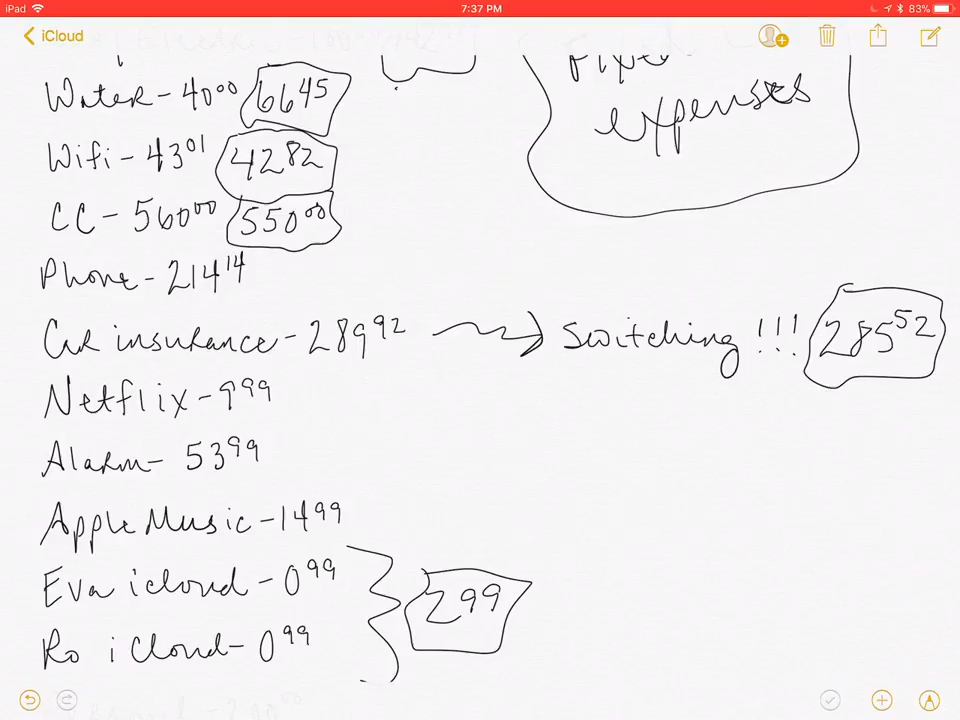 iPad 7:37 PM 83%
iCloud
Fixed
expenses
Water - 40⁰⁰ 66⁴⁵
Wifi - 43⁰¹ 42⁸²
CC - 560⁰⁰ 550⁰⁰
Phone - 214¹⁴
Car insurance - 289⁹² switching !!! 285⁵²
Netflix - 9⁹⁹
Alarm - 53⁹⁹
Apple Music - 14⁹⁹
Eva icloud - 0⁹⁹
Ro iCloud - 0⁹⁹
2⁹⁹